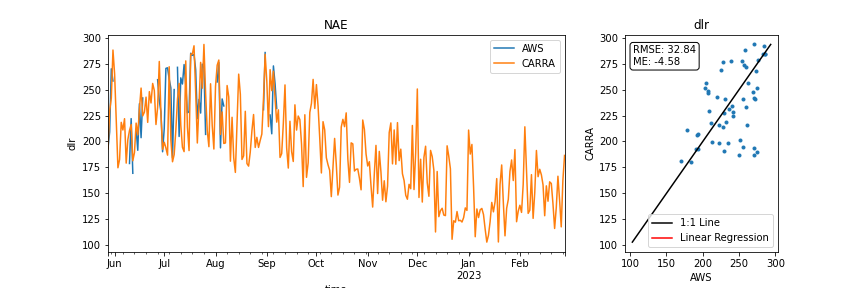 NAE
dlr
300
275
250
225
200
175
150
125
100
Jun
Jul
Aug
Sep
Oct
Nov
Dec
Jan
2023
Feb
time
AWS
CARRA
dlr
CARRA
300
275
250
225
200
175
150
125
100
RMSE: 32.84
ME: -4.58
1:1 Line
Linear Regression
100
150
200
250
300
AWS